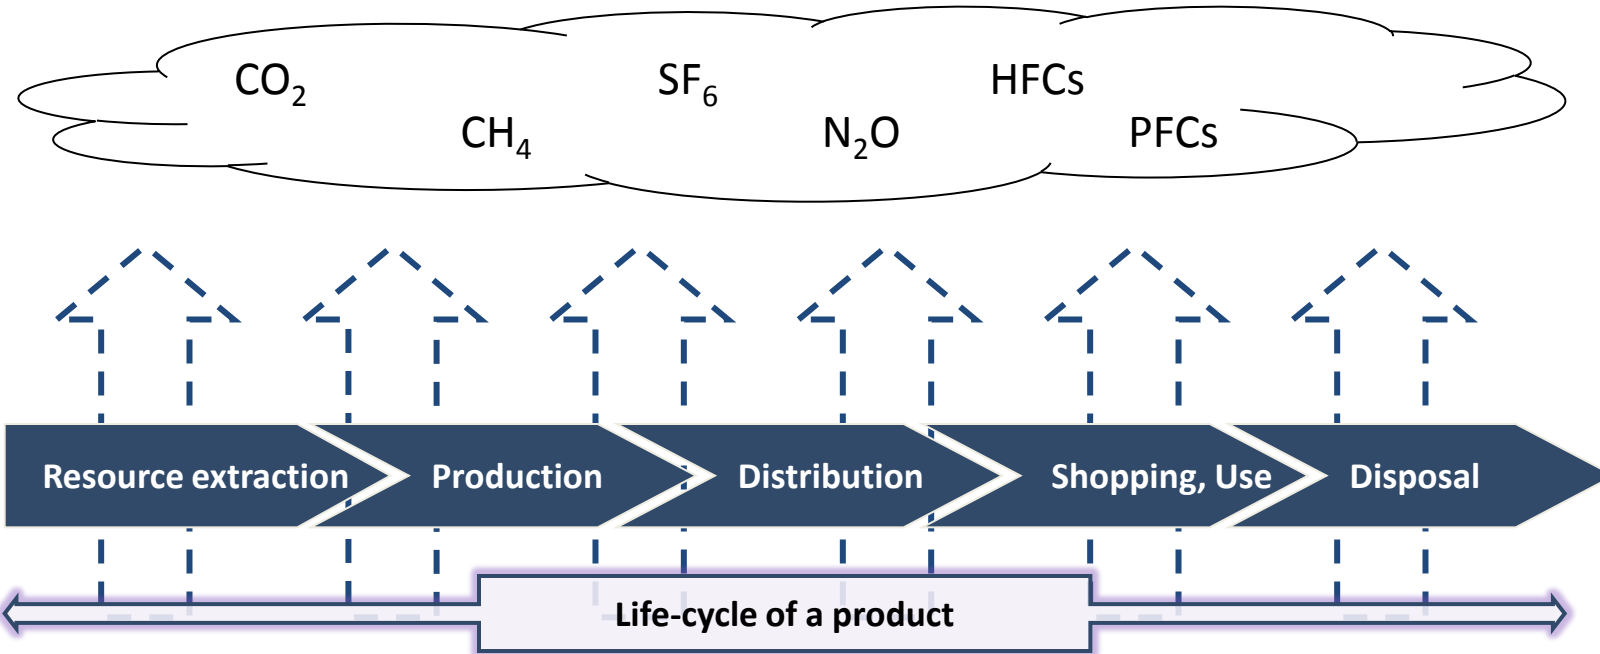 CO₂ SF₆ HFCs
CH₄ N₂O PFCs
Resource extraction Production Distribution Shopping, Use Disposal
Life-cycle of a product